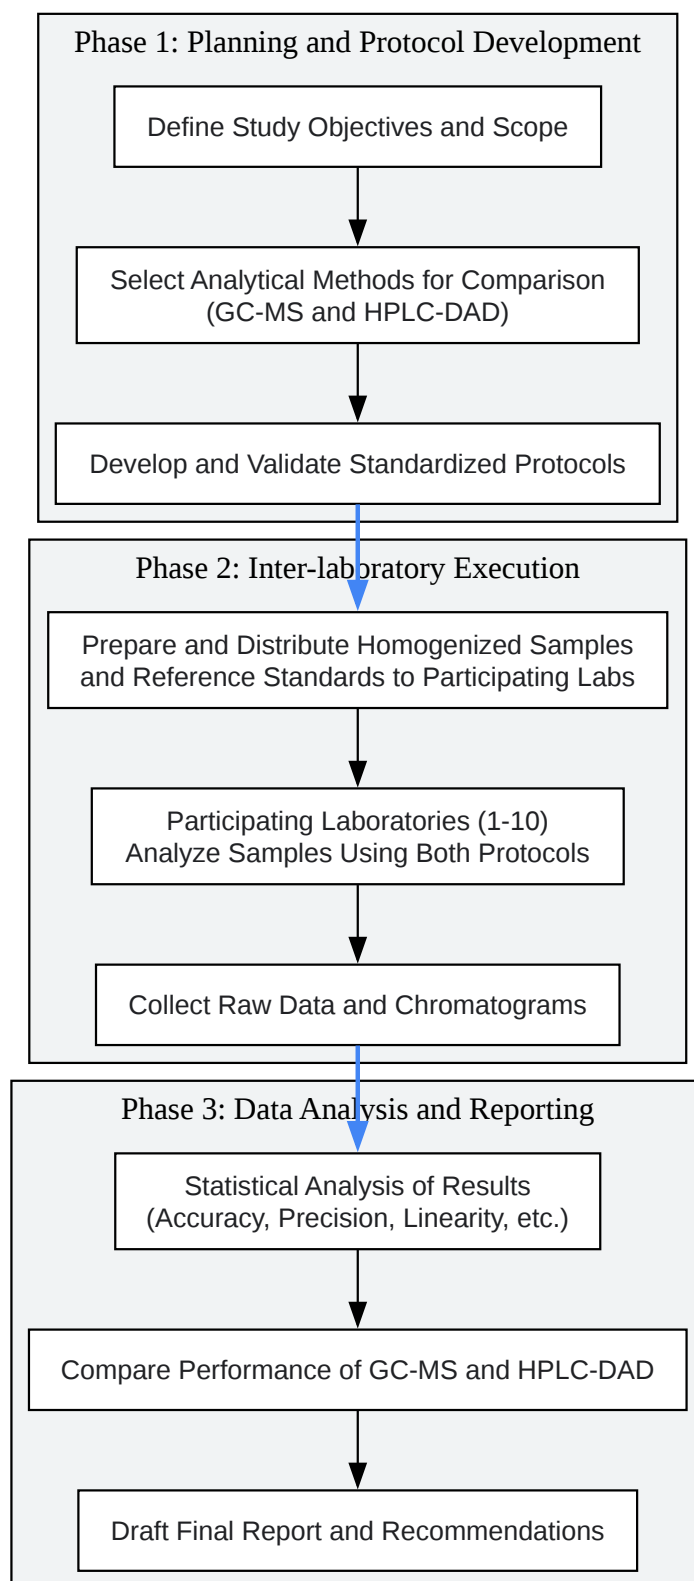 Phase 1: Planning and Protocol Development
Define Study Objectives and Scope
Select Analytical Methods for Comparison
(GC-MS and HPLC-DAD)
Develop and Validate Standardized Protocols
Phase 2: Inter-laboratory Execution
Prepare and Distribute Homogenized Samples
and Reference Standards to Participating Labs
Participating Laboratories (1-10)
Analyze Samples Using Both Protocols
Collect Raw Data and Chromatograms
Phase 3: Data Analysis and Reporting
Statistical Analysis of Results
(Accuracy, Precision, Linearity, etc.)
Compare Performance of GC-MS and HPLC-DAD
Draft Final Report and Recommendations